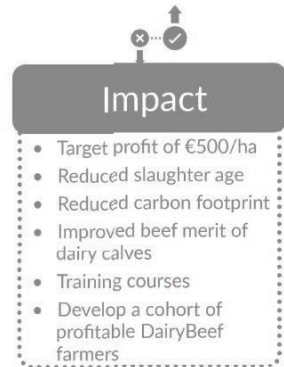 Impact
• Target profit of €500/ha
• Reduced slaughter age
• Reduced carbon footprint
• Improved beef merit of
dairy calves
• Training courses
• Develop a cohort of
profitable DairyBeef
farmers